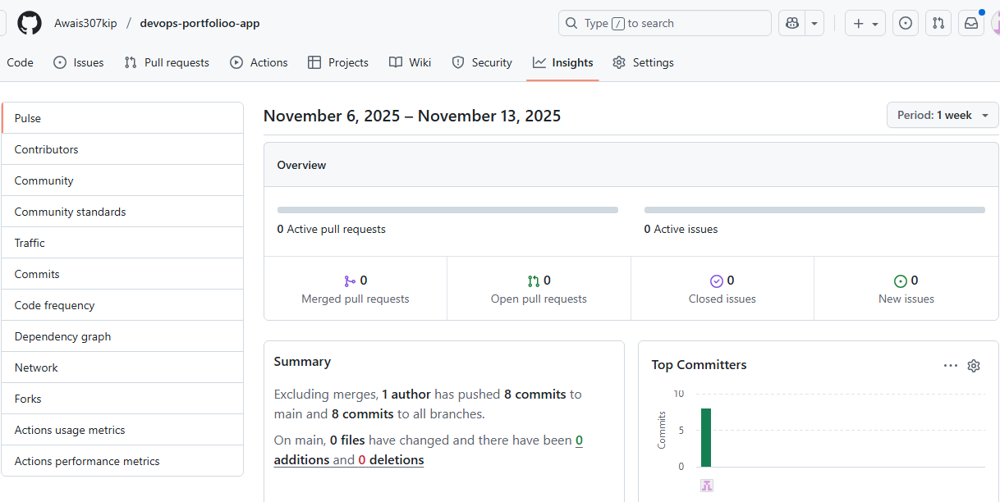 Awais307kip / devops-portfolioo-app
Type / to search
Code Issues Pull requests Actions Projects Wiki Security Insights Settings
Pulse
Contributors
Community
Community standards
Traffic
Commits
Code frequency
Dependency graph
Network
Forks
Actions usage metrics
Actions performance metrics
November 6, 2025 – November 13, 2025
Period: 1 week
Overview
0 Active pull requests
0 Active issues
0
Merged pull requests
0
Open pull requests
0
Closed issues
0
New issues
Summary
Excluding merges, 1 author has pushed 8 commits to
main and 8 commits to all branches.
On main, 0 files have changed and there have been 0
additions and 0 deletions
Top Committers
10
5
0
Commits